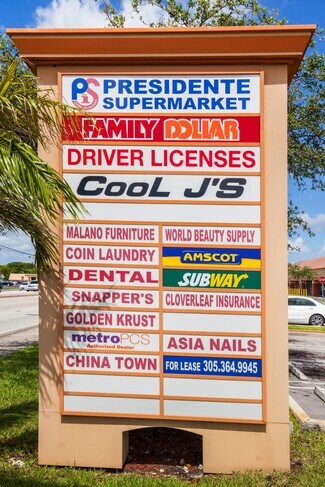 PS PRESIDENTE
SUPERMARKET
FAMILY DOLLAR
DRIVER LICENSES
COOL J'S
MALANO FURNITURE
WORLD BEAUTY SUPPLY
COIN LAUNDRY
AMSCOT
DENTAL
SUBWAY
SNAPPER'S
CLOVERLEAF INSURANCE
GOLDEN KRUST
metroPCS
Authorized Dealer
ASIA NAILS
CHINA TOWN
FOR LEASE 305.364.9945